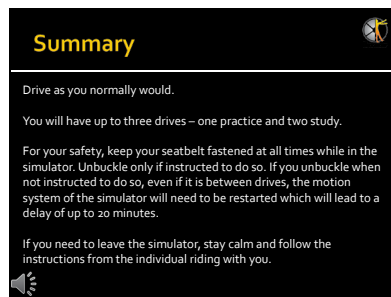 Summary
Drive as you normally would.
You will have up to three drives – one practice and two study.
For your safety, keep your seatbelt fastened at all times while in the
simulator. Unbuckle only if instructed to do so. If you unbuckle when
not instructed to do so, even if it is between drives, the motion
system of the simulator will need to be restarted which will lead to a
delay of up to 20 minutes.
If you need to leave the simulator, stay calm and follow the
instructions from the individual riding with you.